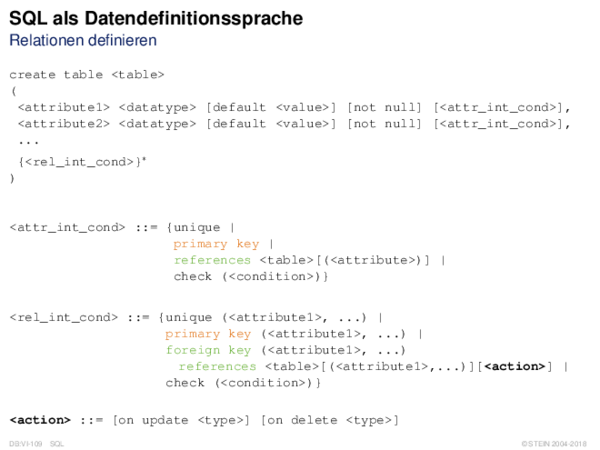 SQL als Datendefinitionssprache
Relationen definieren
create table <table>
(
<attribute1> <datatype> [default <value>] [not null] [<attr_int_cond>],
<attribute2> <datatype> [default <value>] [not null] [<attr_int_cond>],
...
{<rel_int_cond>}*
)
<attr_int_cond> ::= {unique |
primary key |
references <table>[(<attribute>)] |
check (<condition>)}
<rel_int_cond> ::= {unique (<attribute1>, ...) |
primary key (<attribute1>, ...) |
foreign key (<attribute1>, ...)
references <table>[(<attribute1>,...)][<action>] |
check (<condition>)}
<action> ::= [on update <type>] [on delete <type>]
DB:VI-109 SQL ©STEIN 2004-2018